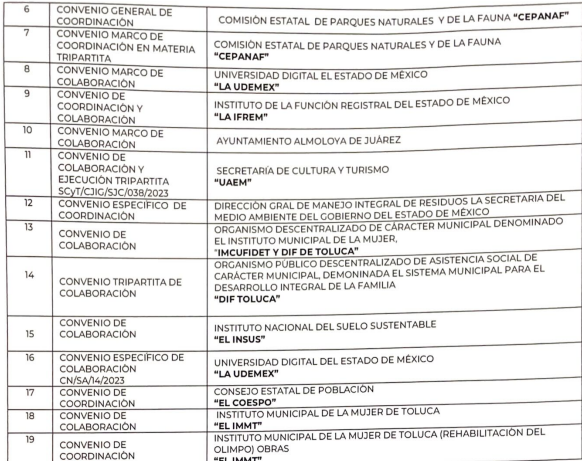 6 CONVENIO GENERAL DE
COORDINACIÓN
COMISIÓN ESTATAL DE PARQUES NATURALES Y DE LA FAUNA "CEPANAF"
7 CONVENIO MARCO DE
COORDINACIÓN EN MATERIA
TRIPARTITA
COMISIÓN ESTATAL DE PARQUES NATURALES Y DE LA FAUNA
"CEPANAF"
8 CONVENIO MARCO DE
COLABORACIÓN
UNIVERSIDAD DIGITAL EL ESTADO DE MÉXICO
"LA UDEMEX"
9 CONVENIO DE
COORDINACIÓN Y
COLABORACIÓN
INSTITUTO DE LA FUNCIÓN REGISTRAL DEL ESTADO DE MÉXICO
"LA IFREM"
10 CONVENIO MARCO DE
COLABORACIÓN
AYUNTAMIENTO ALMOLOYA DE JUÁREZ
11 CONVENIO DE
COLABORACIÓN Y
EJECUCIÓN TRIPARTITA
SCyT/CJIG/SJC/038/2023
SECRETARÍA DE CULTURA Y TURISMO
"UAEM"
12 CONVENIO ESPECÍFICO DE
COORDINACIÓN
DIRECCIÓN GRAL DE MANEJO INTEGRAL DE RESIDUOS LA SECRETARIA DEL
MEDIO AMBIENTE DEL GOBIERNO DEL ESTADO DE MÉXICO
13 CONVENIO DE
COLABORACIÓN
ORGANISMO DESCENTRALIZADO DE CÁRACTER MUNICIPAL DENOMINADO
EL INSTITUTO MUNICIPAL DE LA MUJER,
"IMCUFIDET Y DIF DE TOLUCA"
14 CONVENIO TRIPARTITA DE
COLABORACIÓN
ORGANISMO PÚBLICO DESCENTRALIZADO DE ASISTENCIA SOCIAL DE
CARÁCTER MUNICIPAL, DEMONINADA EL SISTEMA MUNICIPAL PARA EL
DESARROLLO INTEGRAL DE LA FAMILIA
"DIF TOLUCA"
15 CONVENIO DE
COLABORACIÓN
INSTITUTO NACIONAL DEL SUELO SUSTENTABLE
"EL INSUS"
16 CONVENIO ESPECÍFICO DE
COLABORACIÓN
CN/SA/14/2023
UNIVERSIDAD DIGITAL DEL ESTADO DE MÉXICO
"LA UDEMEX"
17 CONVENIO DE
COORDINACIÓN
CONSEJO ESTATAL DE POBLACIÓN
"EL COESPO"
18 CONVENIO DE
COLABORACIÓN
INSTITUTO MUNICIPAL DE LA MUJER DE TOLUCA
"EL IMMT"
19 CONVENIO DE
COORDINACIÓN
INSTITUTO MUNICIPAL DE LA MUJER DE TOLUCA (REHABILITACIÓN DEL
OLIMPO) OBRAS
"EL IMMT"